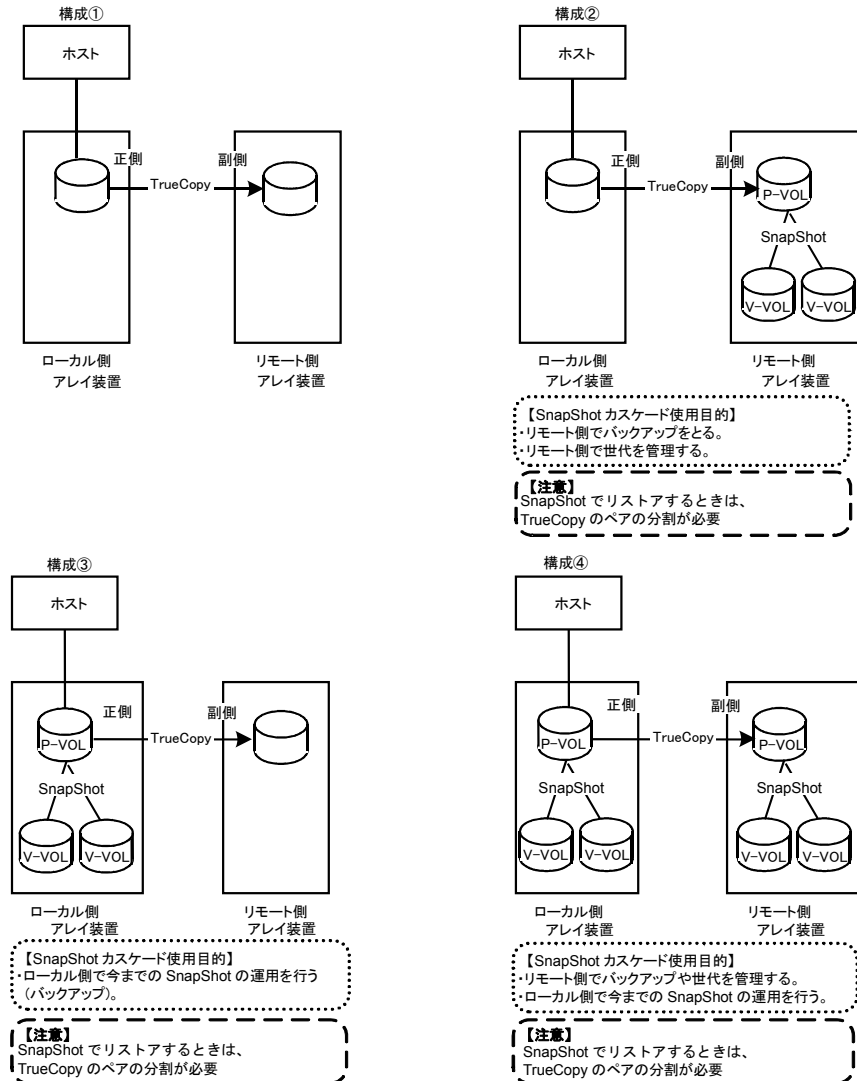 構成①
ホスト
正側
副側
TrueCopy
ローカル側
アレイ装置
リモート側
アレイ装置
構成②
ホスト
正側
副側
TrueCopy
P-VOL
SnapShot
V-VOL
V-VOL
ローカル側
アレイ装置
リモート側
アレイ装置
【SnapShot カスケード使用目的】
・リモート側でバックアップをとる。
・リモート側で世代を管理する。
【注意】
SnapShot でリストアするときは、
TrueCopy のペアの分割が必要
構成③
ホスト
正側
副側
P-VOL
TrueCopy
SnapShot
V-VOL
V-VOL
ローカル側
アレイ装置
リモート側
アレイ装置
【SnapShot カスケード使用目的】
・ローカル側で今までの SnapShot の運用を行う
（バックアップ）。
【注意】
SnapShot でリストアするときは、
TrueCopy のペアの分割が必要
構成④
ホスト
正側
副側
P-VOL
TrueCopy
P-VOL
SnapShot
SnapShot
V-VOL
V-VOL
V-VOL
V-VOL
ローカル側
アレイ装置
リモート側
アレイ装置
【SnapShot カスケード使用目的】
・リモート側でバックアップや世代を管理する。
・ローカル側で今までの SnapShot の運用を行う。
【注意】
SnapShot でリストアするときは、
TrueCopy のペアの分割が必要